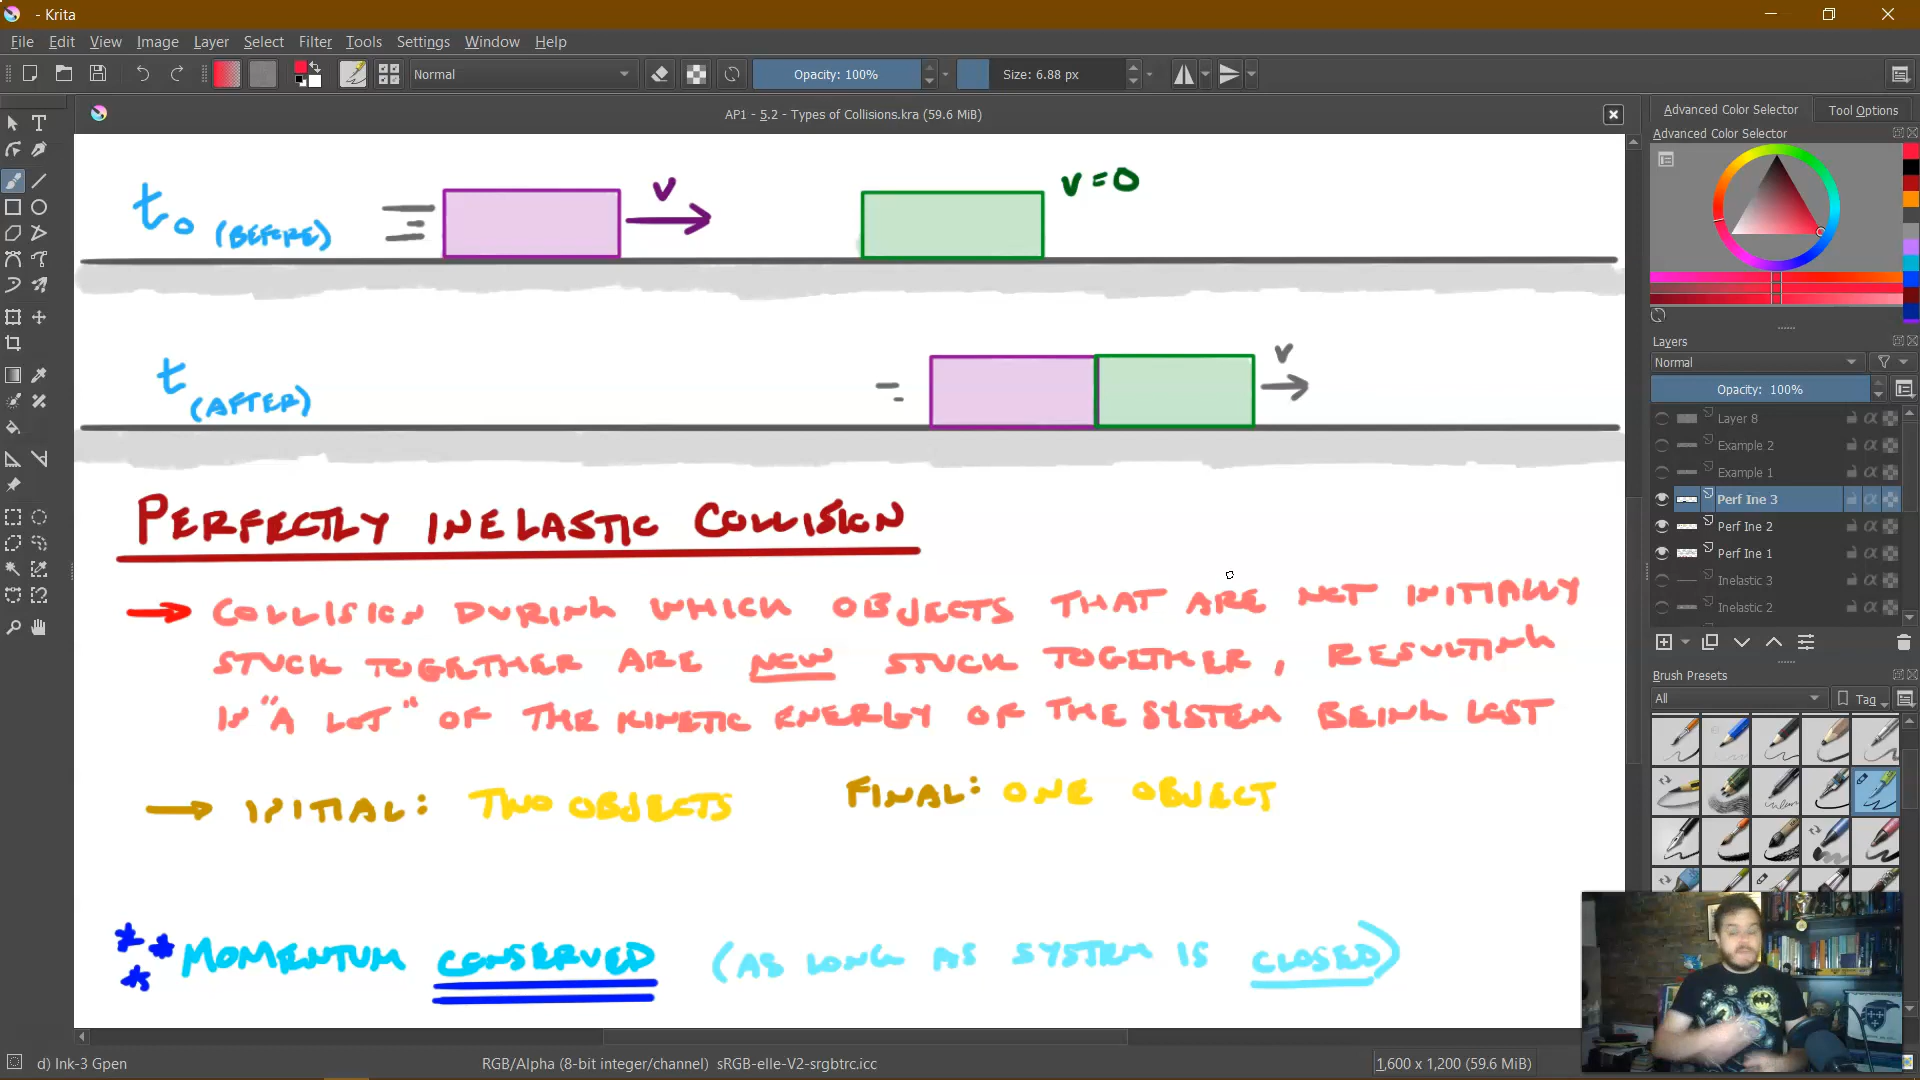 - Krita
File Edit View Image Layer Select Filter Tools Settings Window Help
Normal Opacity: 100% Size: 6.88 px
AP1 - 5.2 - Types of Collisions.kra (59.6 MiB)
t₀ (BEFORE) v v=0
t (AFTER) v
PERFECTLY INELASTIC COLLISION
→ COLLISION DURING WHICH OBJECTS THAT ARE NOT INITIALLY
STUCK TOGETHER ARE NOW STUCK TOGETHER, RESULTING
IN "A LOT" OF THE KINETIC ENERGY OF THE SYSTEM BEING LOST
→ INITIAL: TWO OBJECTS FINAL: ONE OBJECT
*** MOMENTUM CONSERVED (AS LONG AS SYSTEM IS CLOSED)
Advanced Color Selector Tool Options
Advanced Color Selector
Layers
Normal
Opacity: 100%
Layer 8
Example 2
Example 1
Perf Ine 3
Perf Ine 2
Perf Ine 1
Inelastic 3
Inelastic 2
Brush Presets
All Tag
d) Ink-3 Gpen RGB/Alpha (8-bit integer/channel) sRGB-elle-V2-srgbtrc.icc 1,600 x 1,200 (59.6 MiB)